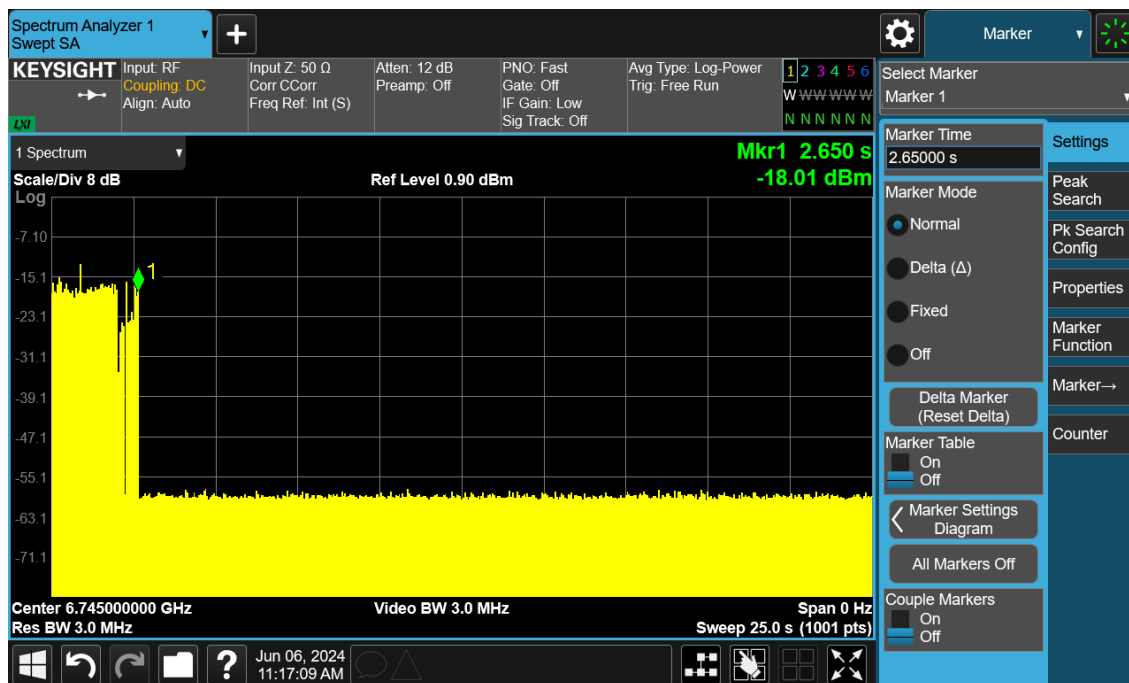 Spectrum Analyzer 1
Swept SA
Marker
KEYSIGHT
LXI
Input: RF
Coupling: DC
Align: Auto
Input Z: 50 Ω
Corr CCorr
Freq Ref: Int (S)
Atten: 12 dB
Preamp: Off
PNO: Fast
Gate: Off
IF Gain: Low
Sig Track: Off
Avg Type: Log-Power
Trig: Free Run
1 2 3 4 5 6
W W W W W W
N N N N N N
Select Marker
Marker 1
1 Spectrum
Mkr1 2.650 s
Scale/Div 8 dB
Ref Level 0.90 dBm
-18.01 dBm
Log
-7.10
-15.1
-23.1
-31.1
-39.1
-47.1
-55.1
-63.1
-71.1
1
Center 6.745000000 GHz
Video BW 3.0 MHz
Span 0 Hz
Res BW 3.0 MHz
Sweep 25.0 s (1001 pts)
Marker Time
2.65000 s
Marker Mode
Normal
Delta (Δ)
Fixed
Off
Delta Marker
(Reset Delta)
Marker Table
On
Off
Marker Settings
Diagram
All Markers Off
Couple Markers
On
Off
Settings
Peak
Search
Pk Search
Config
Properties
Marker
Function
Marker→
Counter
?
Jun 06, 2024
11:17:09 AM